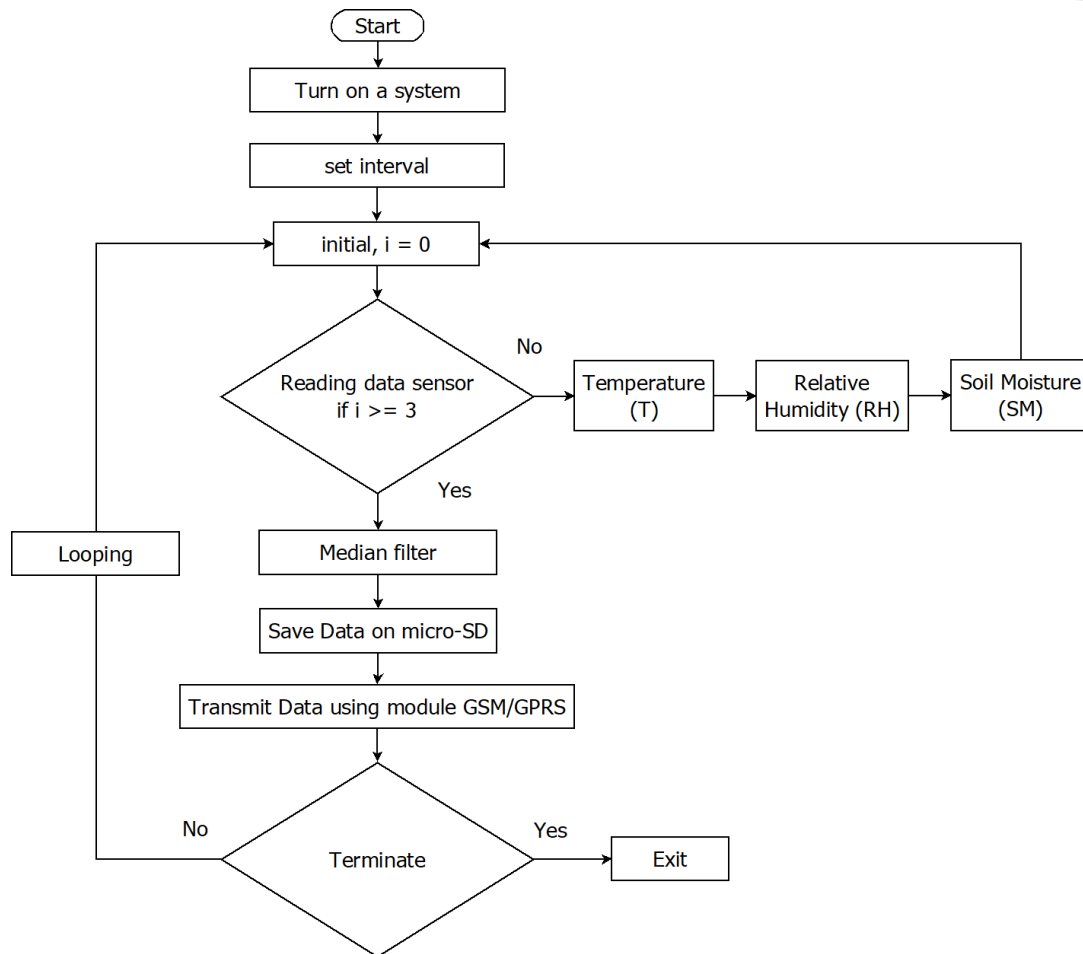 Start
Turn on a system
set interval
initial, i = 0
Reading data sensor
if i >= 3
No
Temperature
(T)
Relative
Humidity (RH)
Soil Moisture
(SM)
Yes
Median filter
Looping
Save Data on micro-SD
Transmit Data using module GSM/GPRS
No
Terminate
Yes
Exit